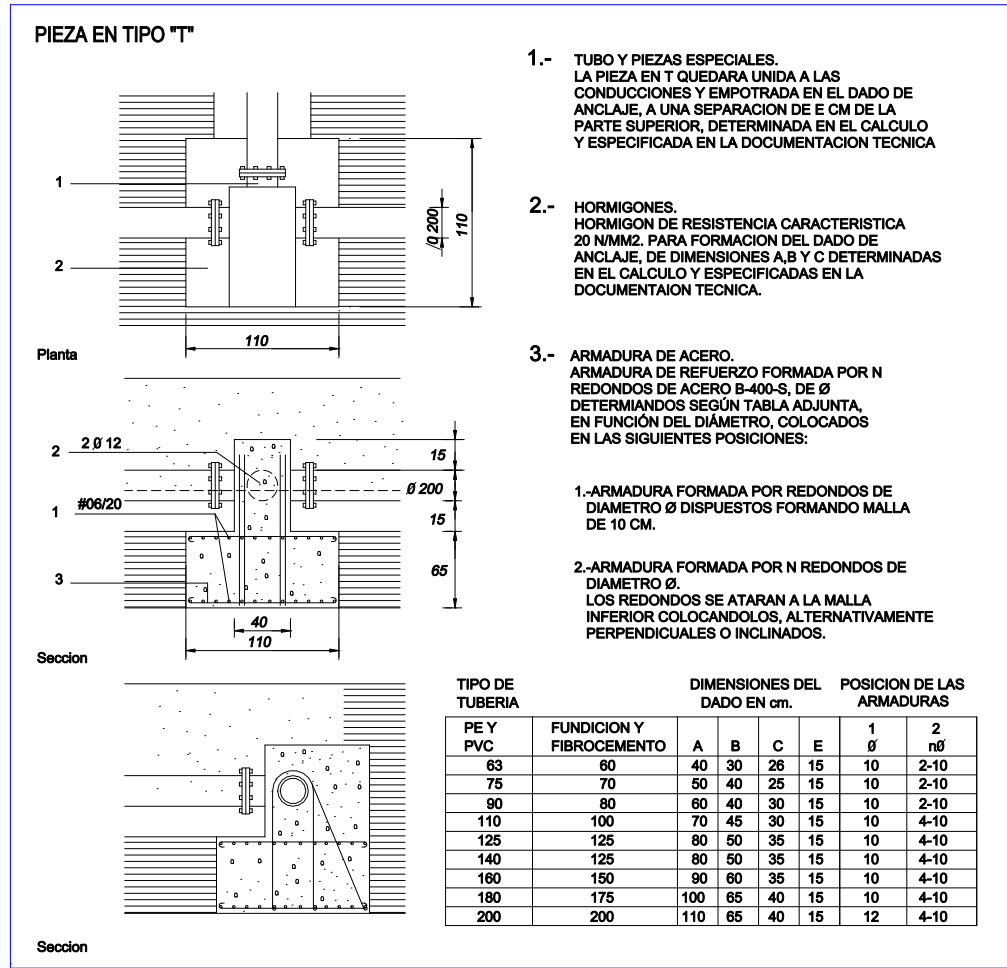 PIEZA EN TIPO "T"
1
2
Ø 200
110
110
Planta
2 Ø 12
2
#06/20
1
3
15
Ø 200
15
65
40
110
Seccion
Seccion
1.- TUBO Y PIEZAS ESPECIALES.
LA PIEZA EN T QUEDARA UNIDA A LAS
CONDUCCIONES Y EMPOTRADA EN EL DADO DE
ANCLAJE, A UNA SEPARACION DE E CM DE LA
PARTE SUPERIOR, DETERMINADA EN EL CALCULO
Y ESPECIFICADA EN LA DOCUMENTACION TECNICA
2.- HORMIGONES.
HORMIGON DE RESISTENCIA CARACTERISTICA
20 N/MM2. PARA FORMACION DEL DADO DE
ANCLAJE, DE DIMENSIONES A,B Y C DETERMINADAS
EN EL CALCULO Y ESPECIFICADAS EN LA
DOCUMENTAION TECNICA.
3.- ARMADURA DE ACERO.
ARMADURA DE REFUERZO FORMADA POR N
REDONDOS DE ACERO B-400-S, DE Ø
DETERMIANDOS SEGÚN TABLA ADJUNTA,
EN FUNCIÓN DEL DIÁMETRO, COLOCADOS
EN LAS SIGUIENTES POSICIONES:
1.-ARMADURA FORMADA POR REDONDOS DE
DIAMETRO Ø DISPUESTOS FORMANDO MALLA
DE 10 CM.
2.-ARMADURA FORMADA POR N REDONDOS DE
DIAMETRO Ø.
LOS REDONDOS SE ATARAN A LA MALLA
INFERIOR COLOCANDOLOS, ALTERNATIVAMENTE
PERPENDICUALES O INCLINADOS.
TIPO DE DIMENSIONES DEL POSICION DE LAS
TUBERIA DADO EN cm. ARMADURAS
PE Y FUNDICION Y 1 2
PVC FIBROCEMENTO A B C E Ø nØ
63 60 40 30 26 15 10 2-10
75 70 50 40 25 15 10 2-10
90 80 60 40 30 15 10 2-10
110 100 70 45 30 15 10 4-10
125 125 80 50 35 15 10 4-10
140 125 80 50 35 15 10 4-10
160 150 90 60 35 15 10 4-10
180 175 100 65 40 15 10 4-10
200 200 110 65 40 15 12 4-10